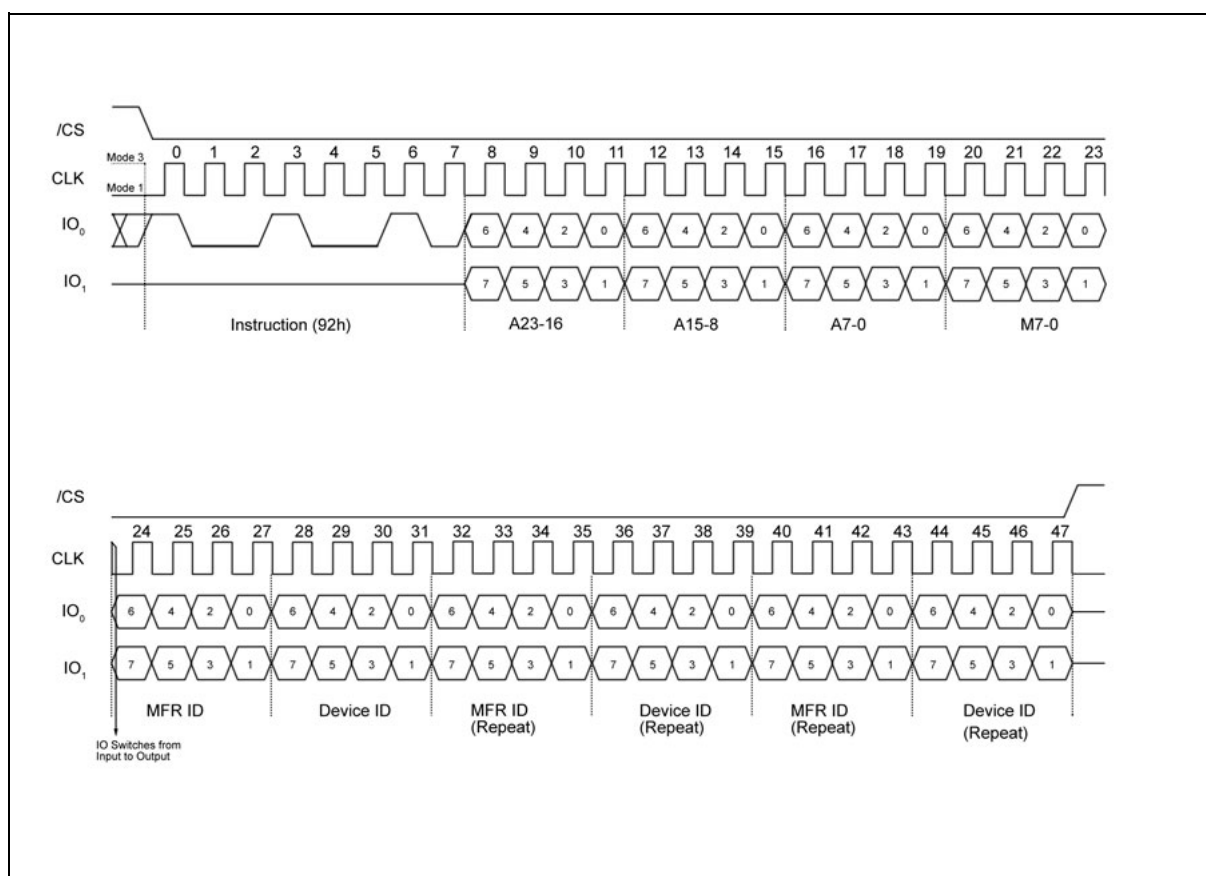 /CS
Mode 3
0 1 2 3 4 5 6 7 8 9 10 11 12 13 14 15 16 17 18 19 20 21 22 23
CLK
Mode 1
IO0
6 4 2 0 6 4 2 0 6 4 2 0 6 4 2 0
IO1
7 5 3 1 7 5 3 1 7 5 3 1 7 5 3 1
Instruction (92h) A23-16 A15-8 A7-0 M7-0
/CS
24 25 26 27 28 29 30 31 32 33 34 35 36 37 38 39 40 41 42 43 44 45 46 47
CLK
IO0
6 4 2 0 6 4 2 0 6 4 2 0 6 4 2 0 6 4 2 0 6 4 2 0
IO1
7 5 3 1 7 5 3 1 7 5 3 1 7 5 3 1 7 5 3 1 7 5 3 1
MFR ID Device ID MFR ID Device ID MFR ID Device ID
(Repeat) (Repeat) (Repeat) (Repeat)
IO Switches from
Input to Output